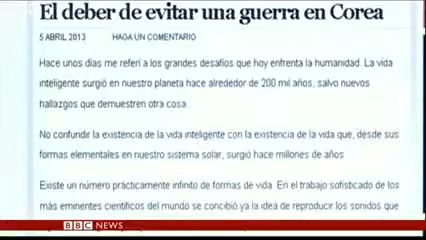 El deber de evitar una guerra en Corea
5 ABRIL 2013 HAGA UN COMENTARIO
Hace unos días me referí a los grandes desafíos que hoy enfrenta la humanidad. La vida
inteligente surgió en nuestro planeta hace alrededor de 200 mil años, salvo nuevos
hallazgos que demuestren otra cosa.
No confundir la existencia de la vida inteligente con la existencia de la vida que, desde sus
formas elementales en nuestro sistema solar, surgió hace millones de años.
Existe un número prácticamente infinito de formas de vida. En el trabajo sofisticado de los
más eminentes científicos del mundo se concibió ya la idea de reproducir los sonidos que
BBC NEWS